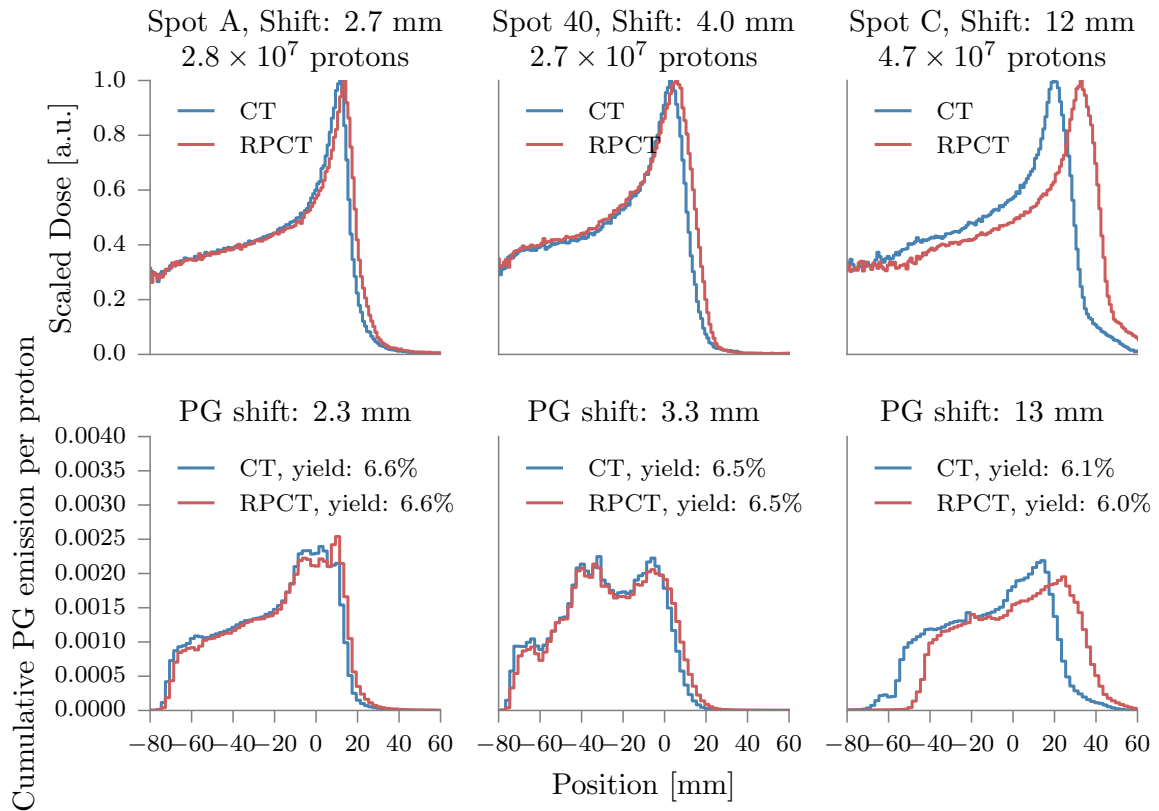 Spot A, Shift: 2.7 mm
2.8 × 10⁷ protons
Spot 40, Shift: 4.0 mm
2.7 × 10⁷ protons
Spot C, Shift: 12 mm
4.7 × 10⁷ protons
Scaled Dose [a.u.]
1.0
0.8
0.6
0.4
0.2
0.0
CT
RPCT
CT
RPCT
CT
RPCT
Cumulative PG emission per proton
PG shift: 2.3 mm
PG shift: 3.3 mm
PG shift: 13 mm
0.0040
0.0035
0.0030
0.0025
0.0020
0.0015
0.0010
0.0005
0.0000
CT, yield: 6.6%
RPCT, yield: 6.6%
CT, yield: 6.5%
RPCT, yield: 6.5%
CT, yield: 6.1%
RPCT, yield: 6.0%
−80 −60 −40 −20 0 20 40 60
−80 −60 −40 −20 0 20 40 60
−80 −60 −40 −20 0 20 40 60
Position [mm]